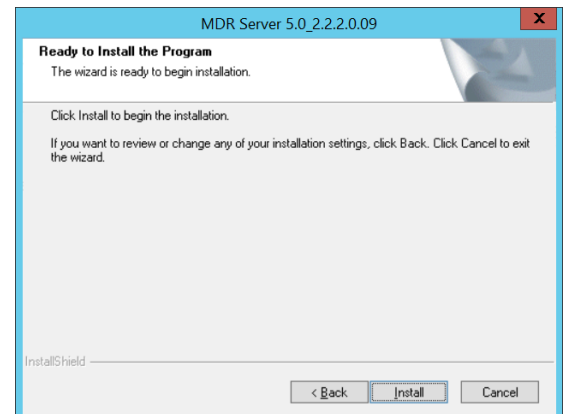 MDR Server 5.0_2.2.2.0.09
X
Ready to Install the Program
The wizard is ready to begin installation.
Click Install to begin the installation.
If you want to review or change any of your installation settings, click Back. Click Cancel to exit
the wizard.
InstallShield
< Back Install Cancel